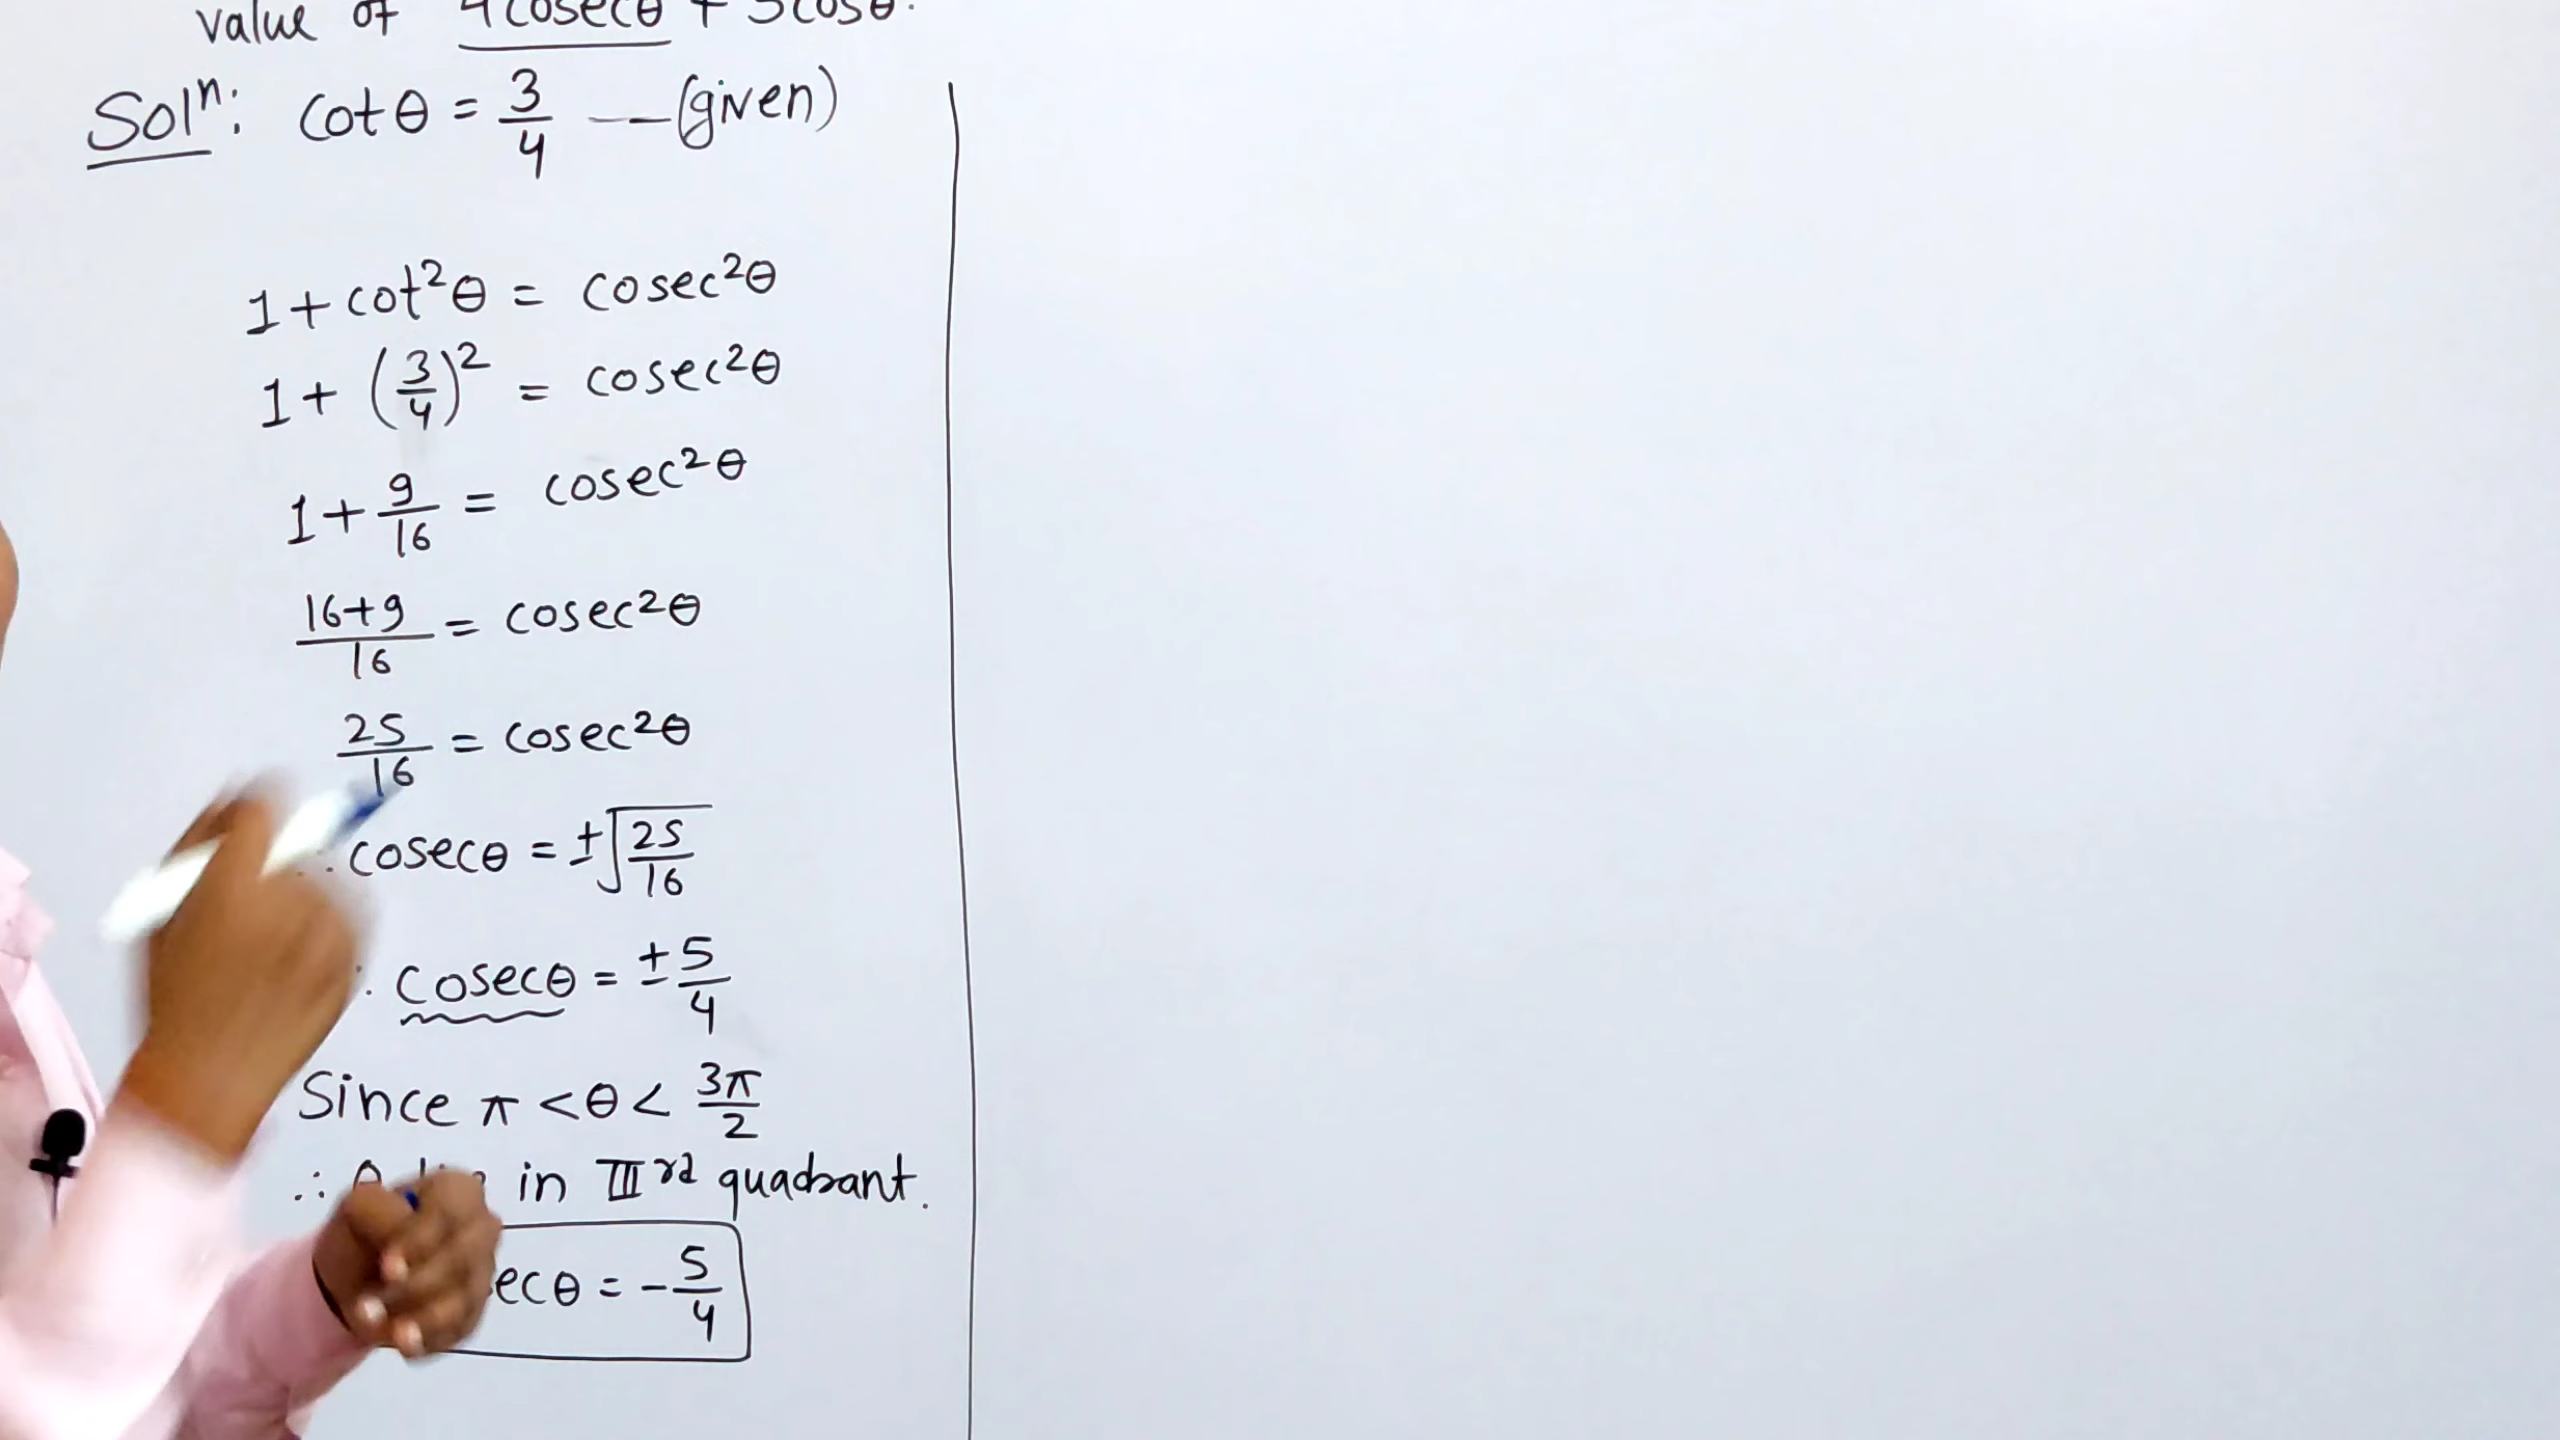 value of 4cosecθ + 5cosθ.
Solⁿ: cotθ = 3/4 —(given)
1+cot²θ = cosec²θ
1+ (3/4)² = cosec²θ
1+9/16 = cosec²θ
16+9/16 = cosec²θ
25/16 = cosec²θ
cosecθ = ±√25/16
cosecθ = ±5/4
Since π<θ< 3π/2
∴ in IIIrd quadrant.
ecθ = -5/4